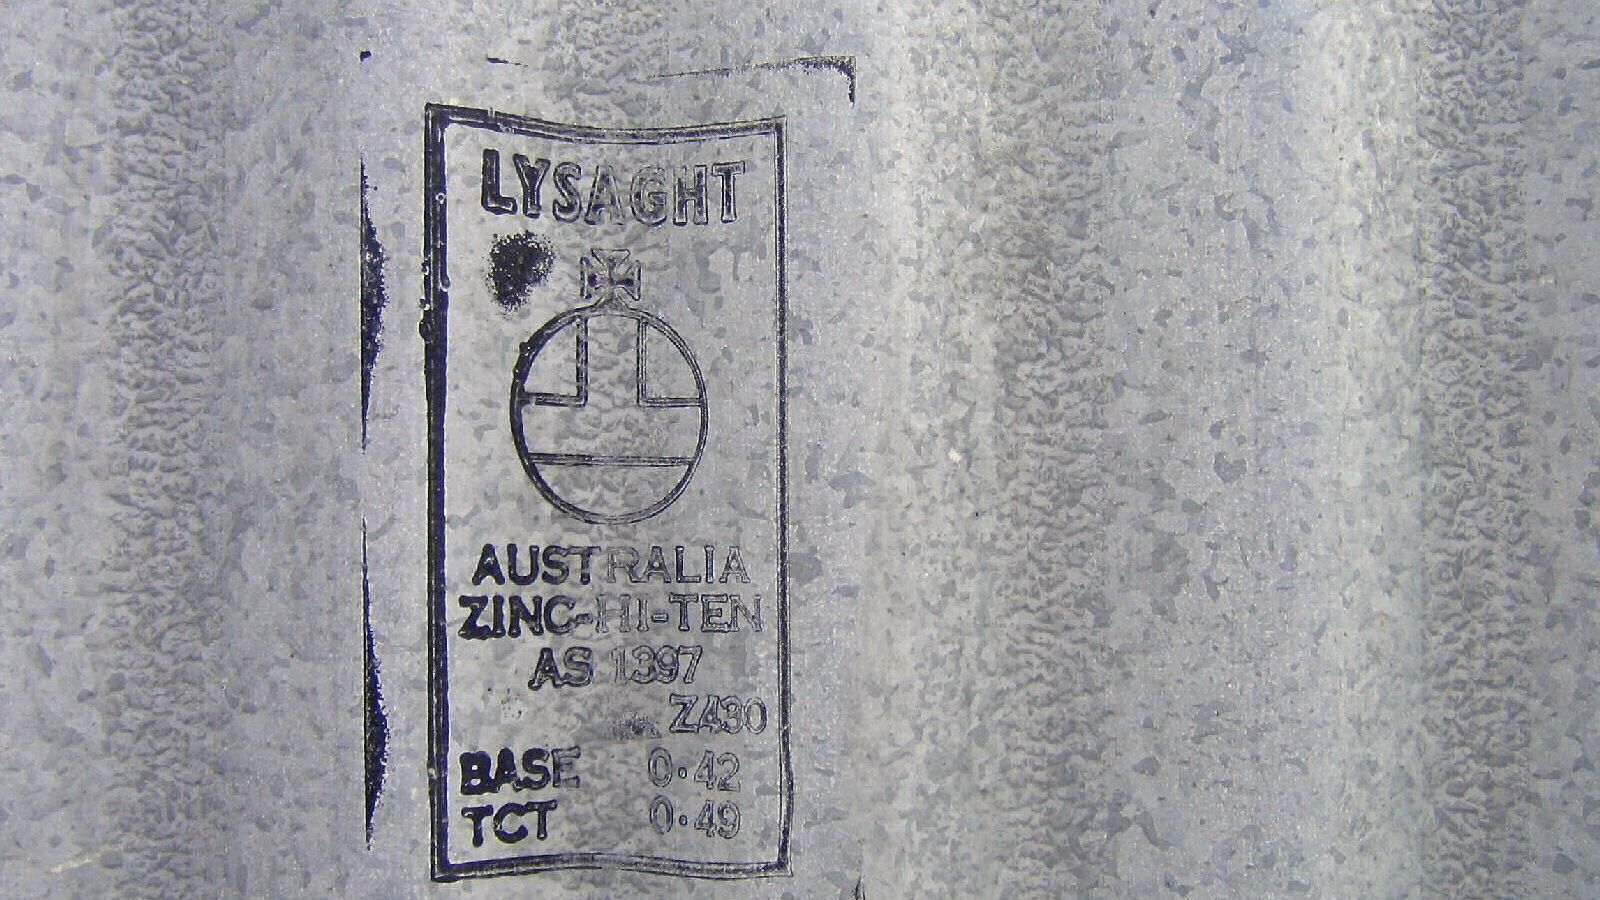 LYSAGHT
AUSTRALIA
ZINC-HI-TEN
AS 1397
Z430
BASE 0·42
TCT 0·49